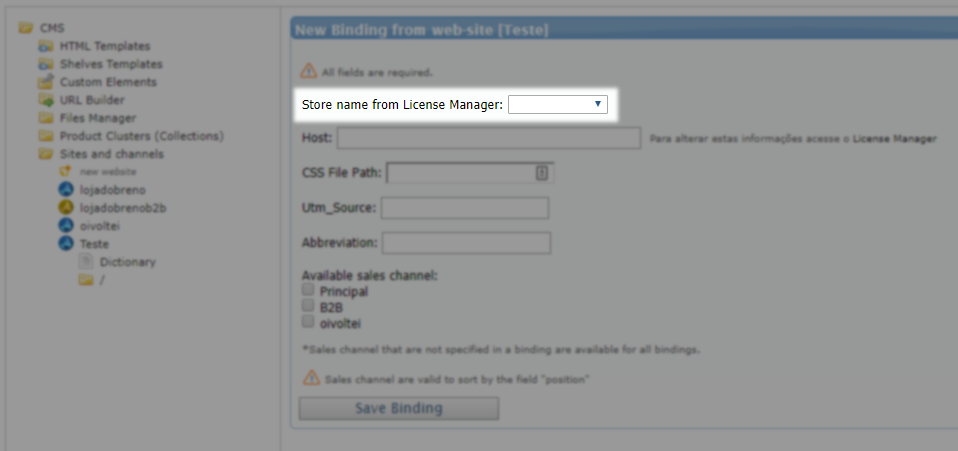 CMS
HTML Templates
Shelves Templates
Custom Elements
URL Builder
Files Manager
Product Clusters (Collections)
Sites and channels
new website
lojadobreno
lojadobrenob2b
oivoltei
Teste
Dictionary
/
New Binding from web-site [Teste]
All fields are required.
Store name from License Manager:
Host: Para alterar estas informações acesse o License Manager
CSS File Path:
Utm_Source:
Abbreviation:
Available sales channel:
Principal
B2B
oivoltei
*Sales channel that are not specified in a binding are available for all bindings.
Sales channel are valid to sort by the field "position"
Save Binding